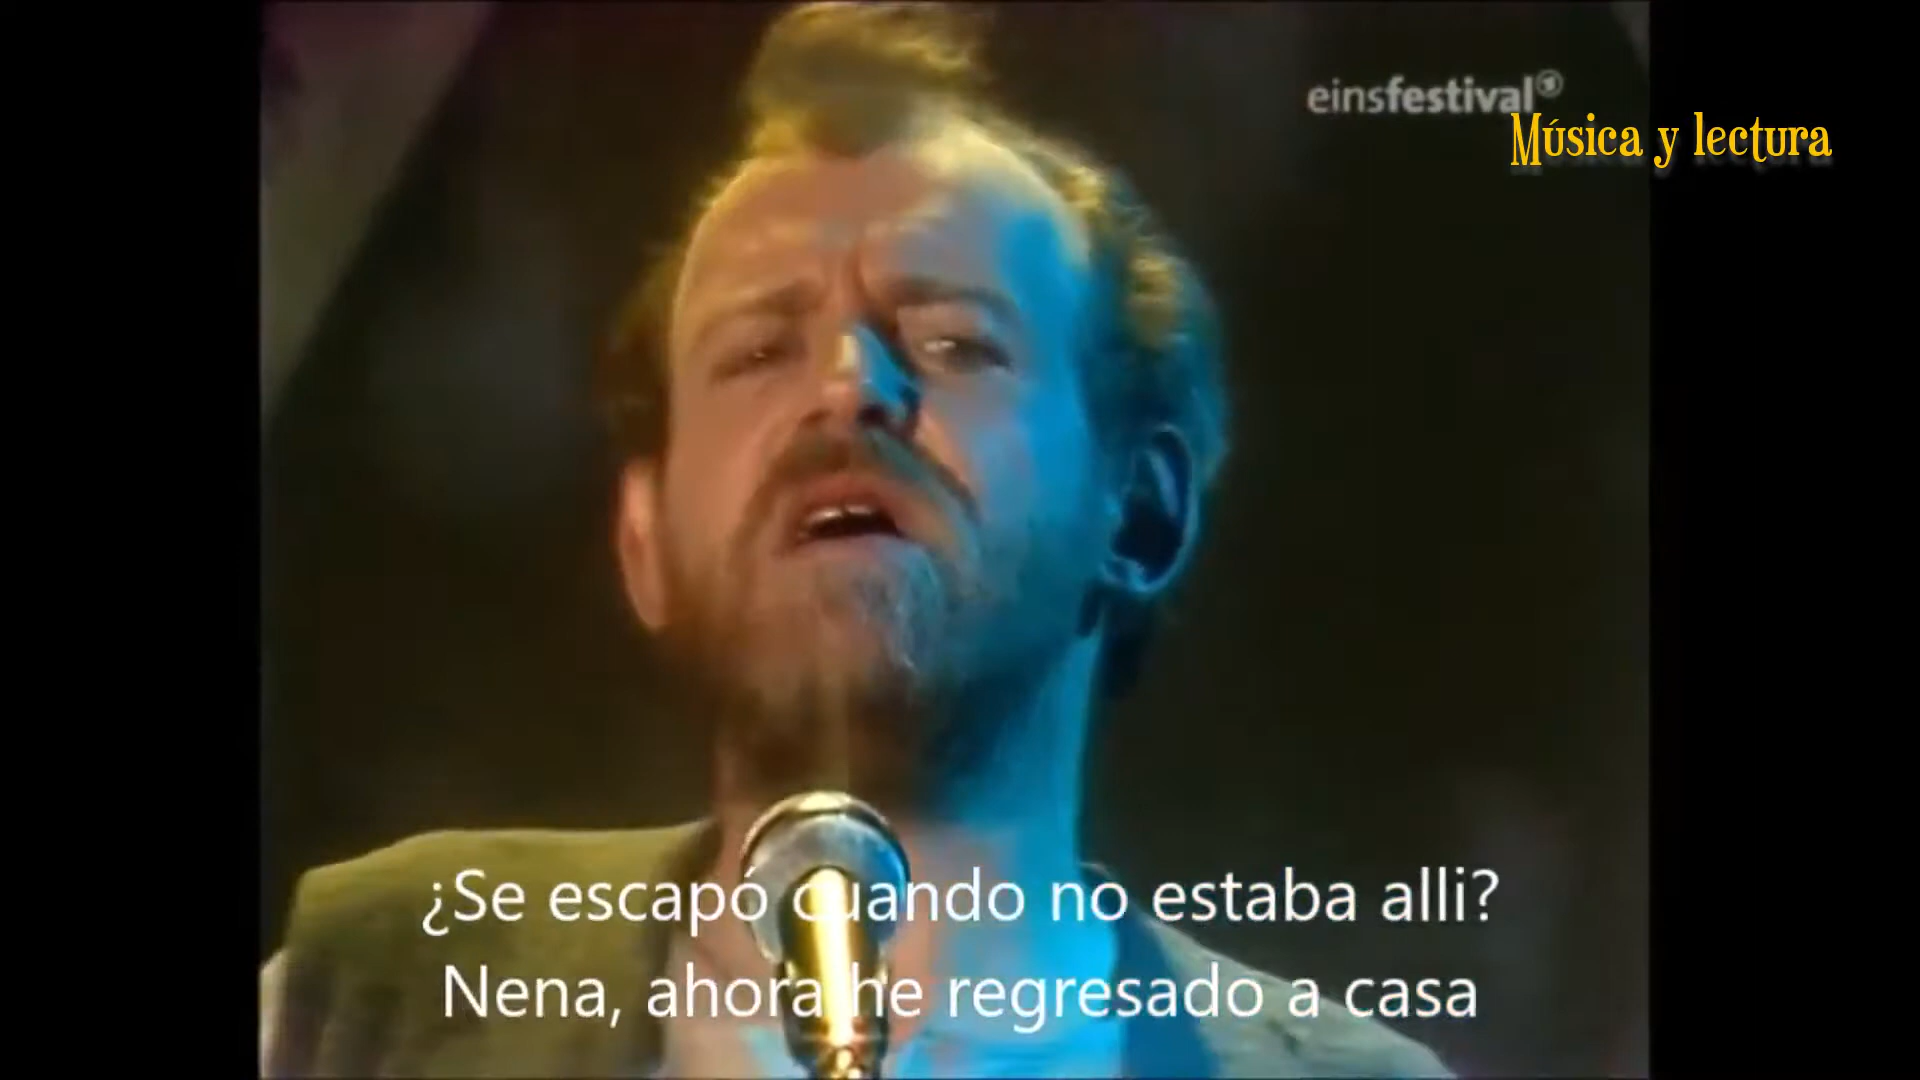 einsfestival
Música y lectura
¿Se escapó cuando no estaba alli?
Nena, ahora he regresado a casa